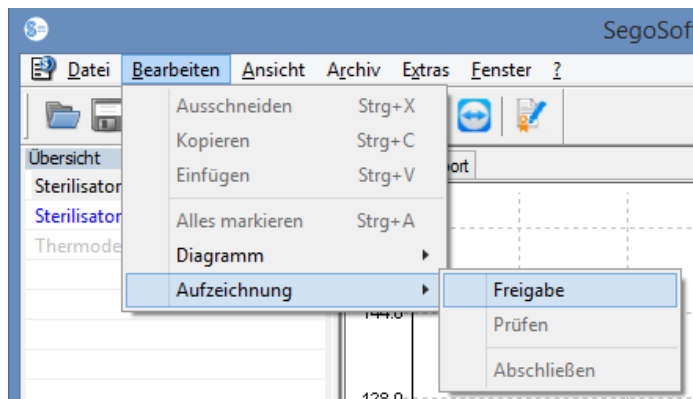 SegoSof
Datei Bearbeiten Ansicht Archiv Extras Fenster ?
Ausschneiden Strg+X
Kopieren Strg+C
Einfügen Strg+V
Alles markieren Strg+A
Diagramm
Aufzeichnung
Freigabe
Prüfen
Abschließen
Übersicht
Sterilisator
Sterilisator
Thermode
ort
144.0
128.0